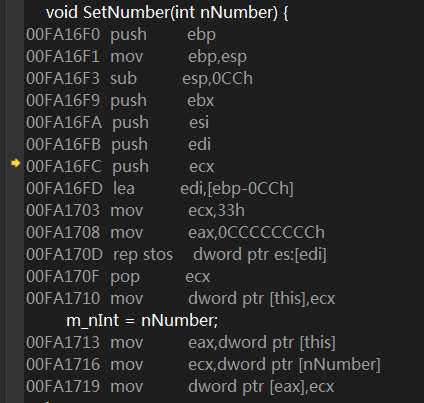 void SetNumber(int nNumber) {
00FA16F0 push ebp
00FA16F1 mov ebp,esp
00FA16F3 sub esp,0CCh
00FA16F9 push ebx
00FA16FA push esi
00FA16FB push edi
00FA16FC push ecx
00FA16FD lea edi,[ebp-0CCh]
00FA1703 mov ecx,33h
00FA1708 mov eax,0CCCCCCCCh
00FA170D rep stos dword ptr es:[edi]
00FA170F pop ecx
00FA1710 mov dword ptr [this],ecx
m_nInt = nNumber;
00FA1713 mov eax,dword ptr [this]
00FA1716 mov ecx,dword ptr [nNumber]
00FA1719 mov dword ptr [eax],ecx